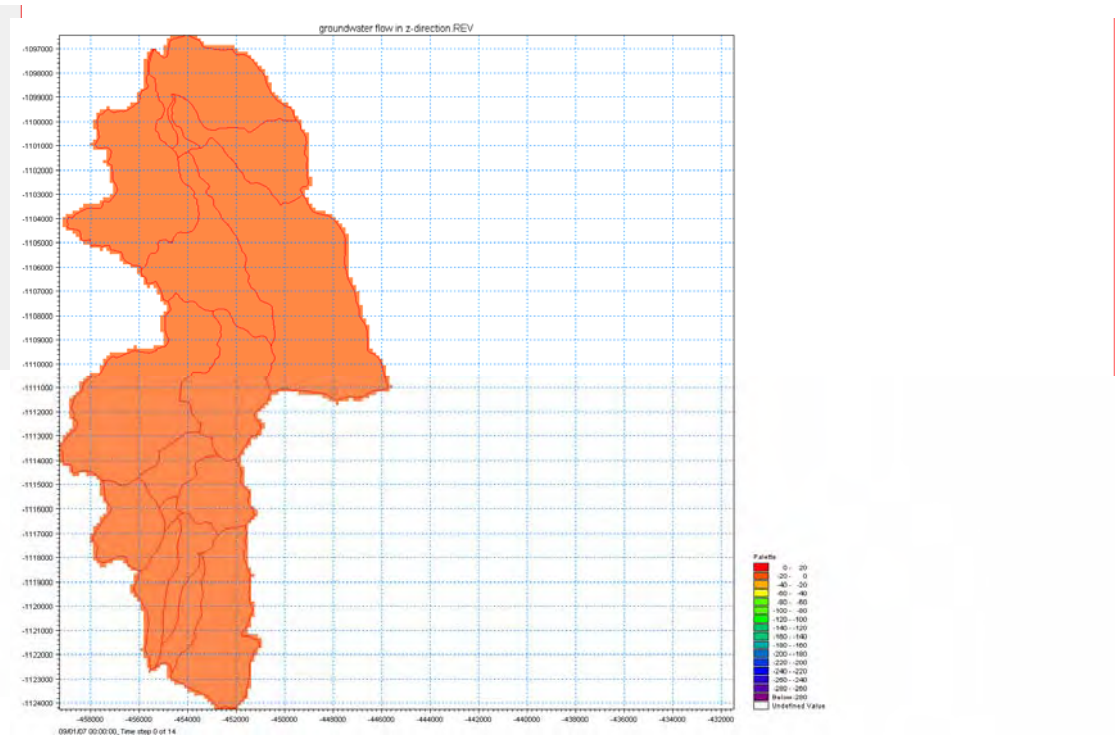 groundwater flow in z-direction.REV
-1097000
-1098000
-1099000
-1100000
-1101000
-1102000
-1103000
-1104000
-1105000
-1106000
-1107000
-1108000
-1109000
-1110000
-1111000
-1112000
-1113000
-1114000
-1115000
-1116000
-1117000
-1118000
-1119000
-1120000
-1121000
-1122000
-1123000
-1124000
-458000 -456000 -454000 -452000 -450000 -448000 -446000 -444000 -442000 -440000 -438000 -436000 -434000 -432000
09/01/07 00:00:00, Time step 0 of 14
Palette
0 - 20
-20 - 0
-40 - -20
-60 - -40
-80 - -60
-100 - -80
-120 - -100
-140 - -120
-160 - -140
-180 - -160
-200 - -180
-220 - -200
-240 - -220
-260 - -240
-280 - -260
Below -280
Undefined Value